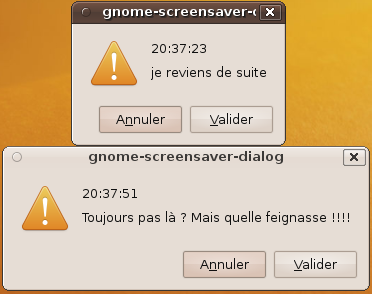 gnome-screensaver-d
20:37:23
je reviens de suite
Annuler
Valider
gnome-screensaver-dialog
20:37:51
Toujours pas là ? Mais quelle feignasse !!!!
Annuler
Valider